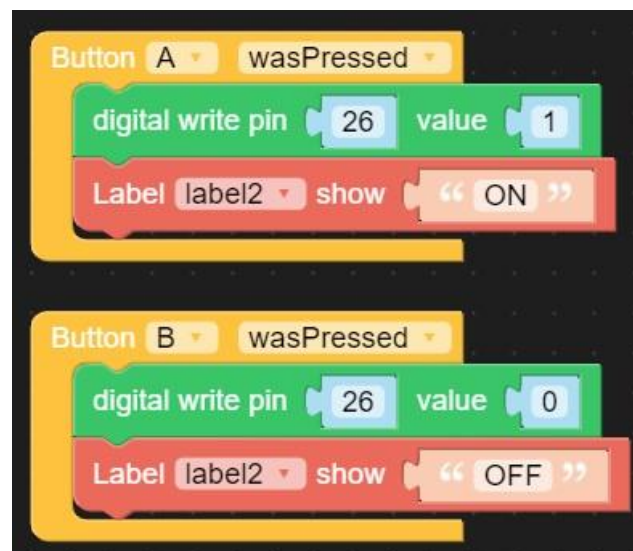 Button A wasPressed
digital write pin 26 value 1
Label label2 show “ ON ”
Button B wasPressed
digital write pin 26 value 0
Label label2 show “ OFF ”